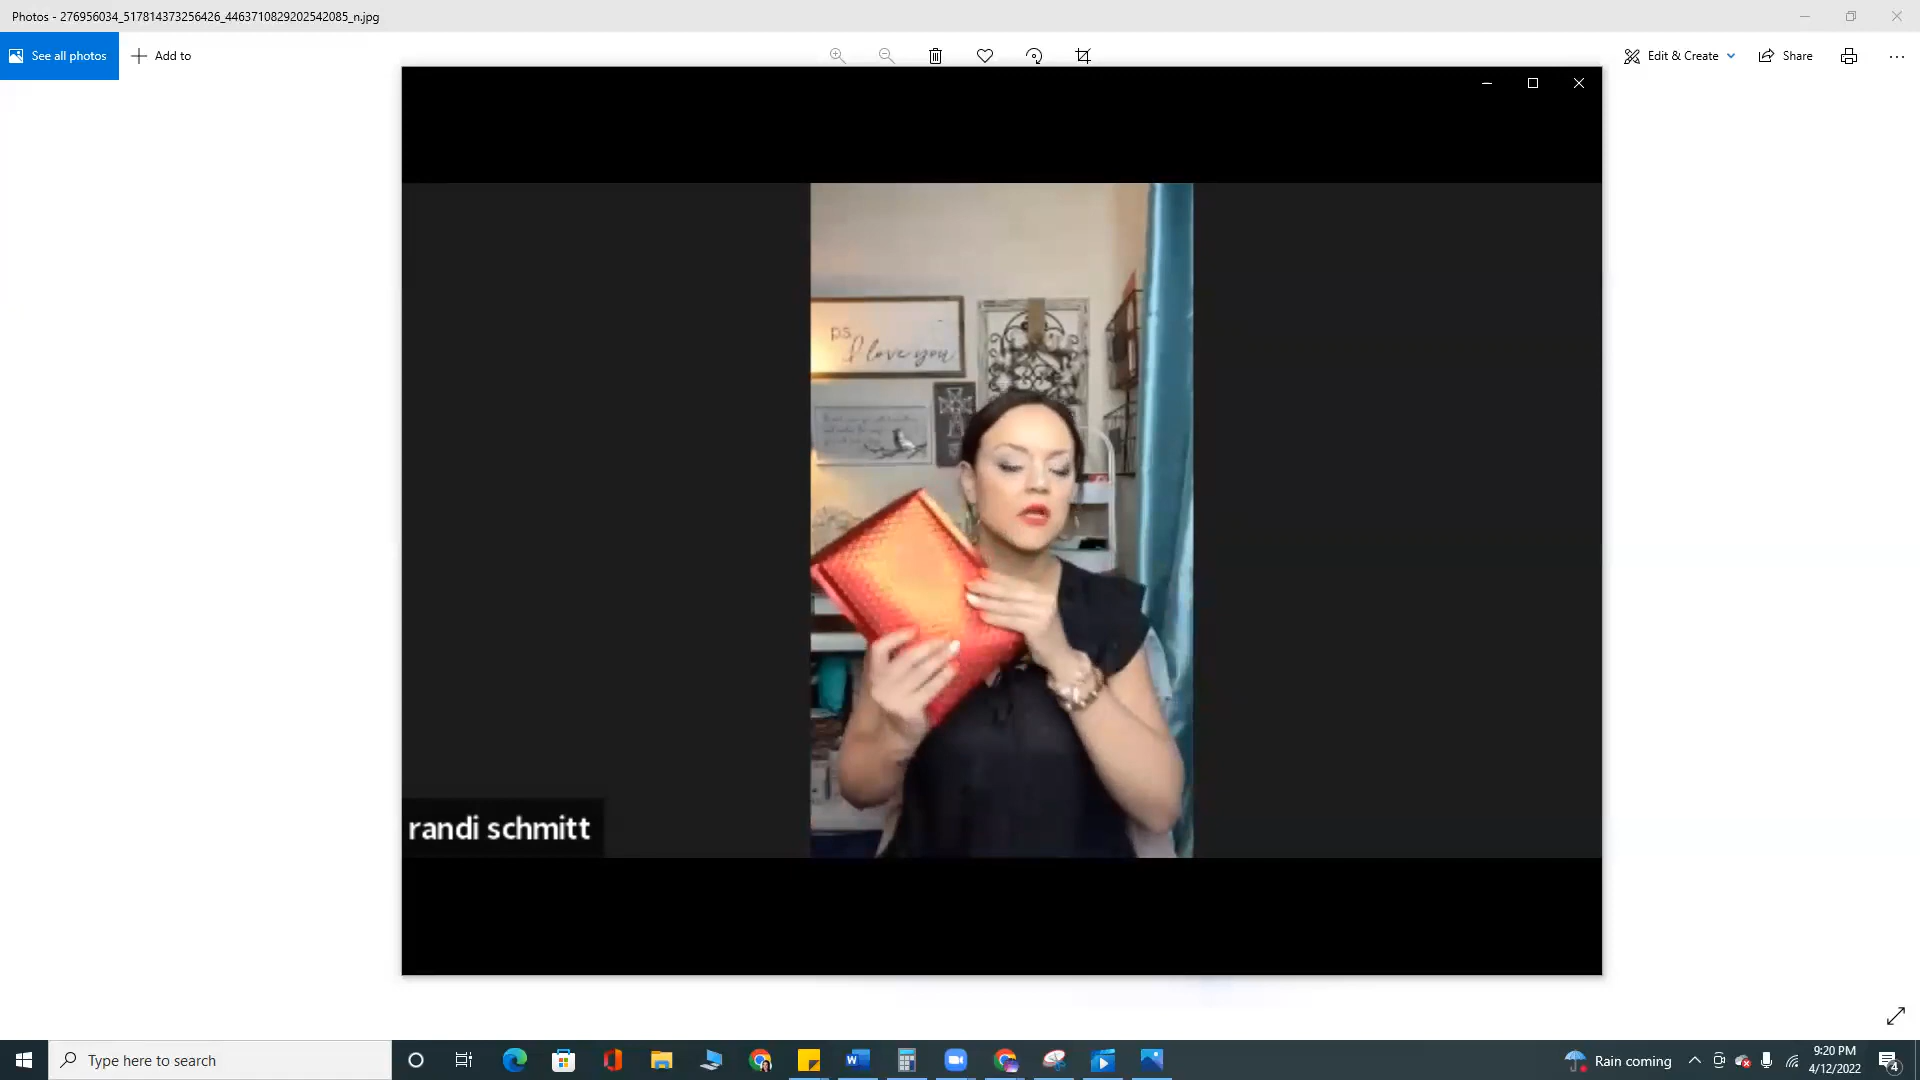 Photos - 276956034_517814373256426_4463710829202542085_n.jpg
See all photos
Add to
Edit & Create
Share
ps.
I love you
randi schmitt
Type here to search
Rain coming
9:20 PM
4/12/2022
4